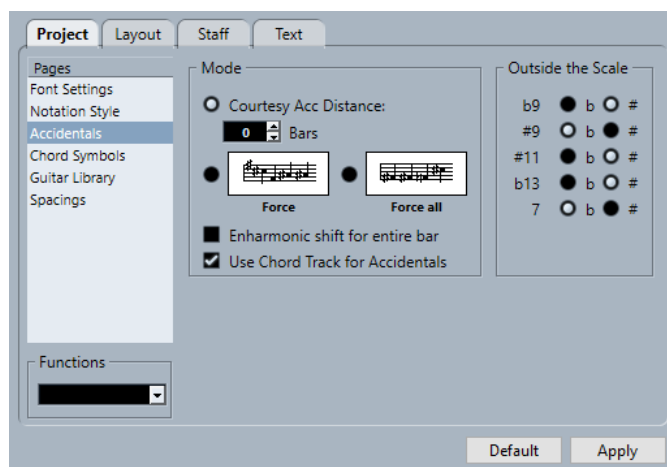 Project Layout Staff Text
Pages
Font Settings
Notation Style
Accidentals
Chord Symbols
Guitar Library
Spacings
Functions
Mode
Courtesy Acc Distance:
0 Bars
Force Force all
Enharmonic shift for entire bar
Use Chord Track for Accidentals
Outside the Scale
b9 b #
#9 b #
#11 b #
b13 b #
7 b #
Default Apply